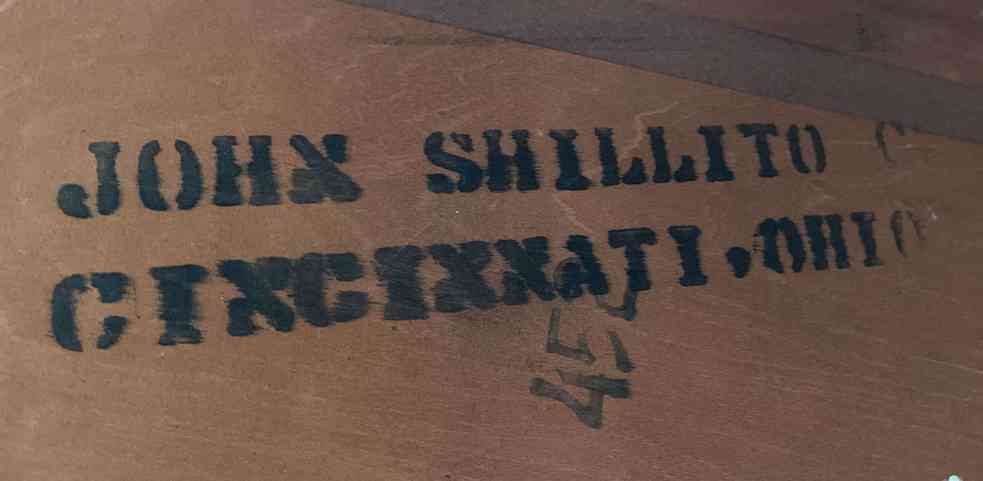 JOHN SHILLITO C
CINCINNATI, OHIO